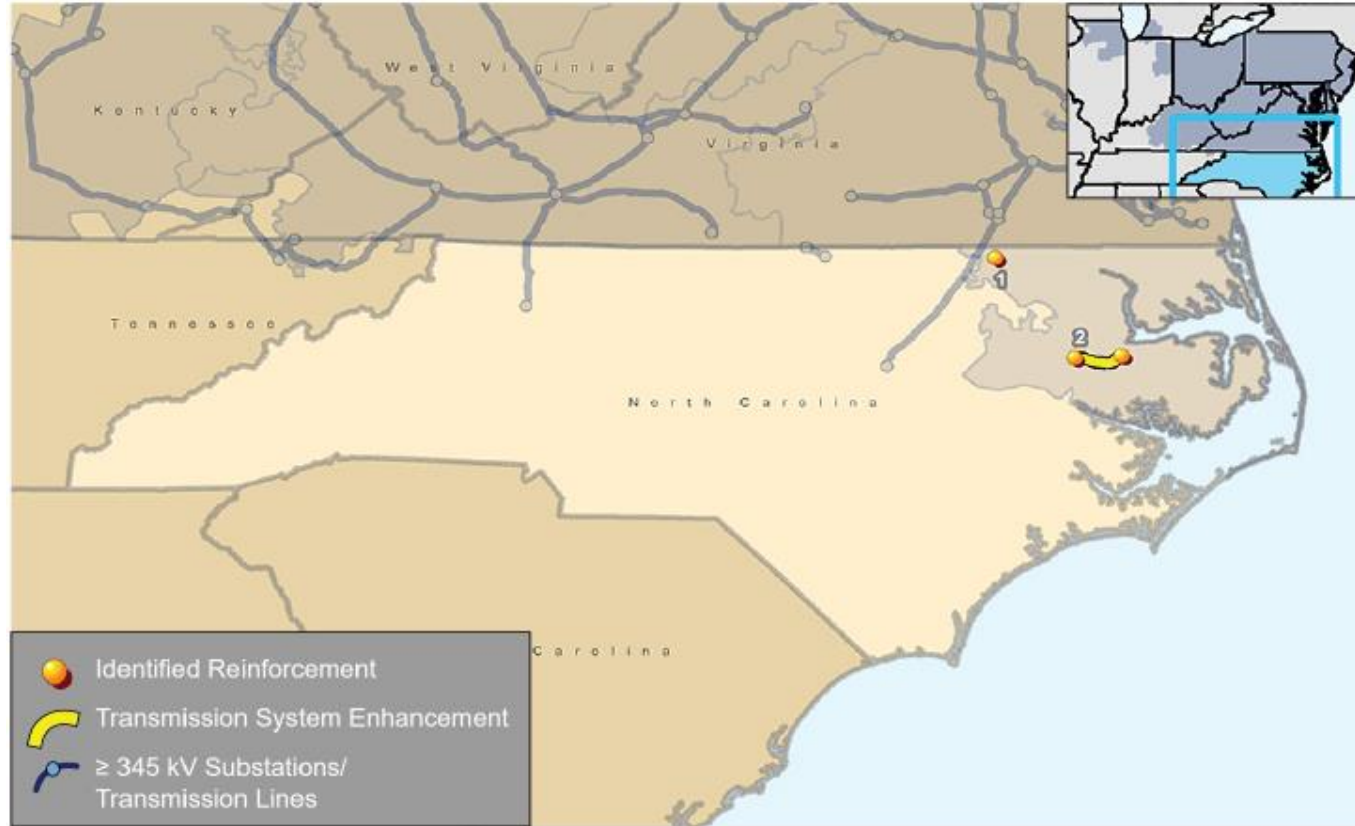 West Virginia
Kentucky
Virginia
1
Tennessee
2
North Carolina
Carolina
Identified Reinforcement
Transmission System Enhancement
≥ 345 kV Substations/
Transmission Lines